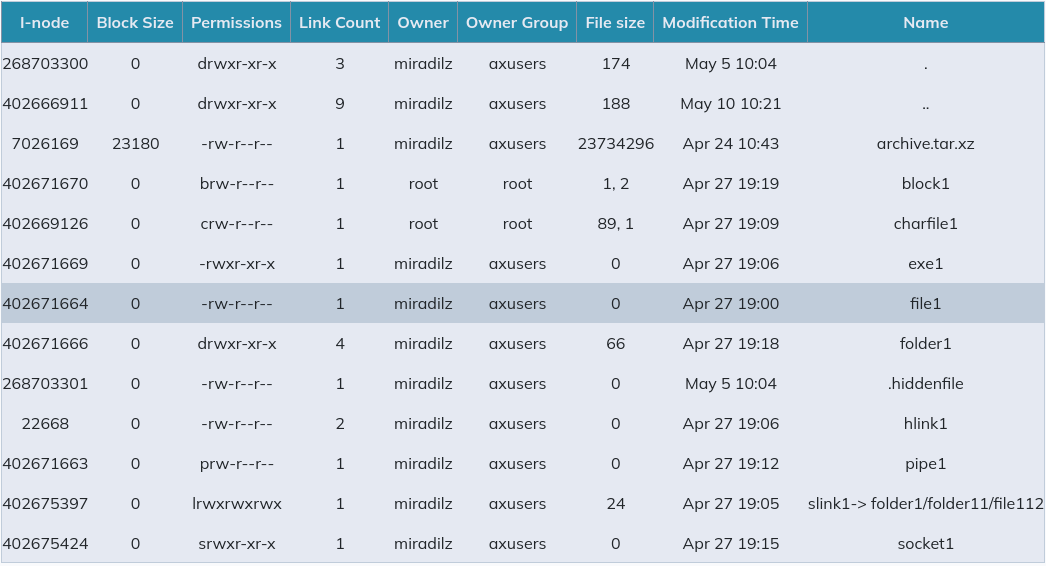 I-node Block Size Permissions Link Count Owner Owner Group File size Modification Time Name
268703300 0 drwxr-xr-x 3 miradilz axusers 174 May 5 10:04 .
402666911 0 drwxr-xr-x 9 miradilz axusers 188 May 10 10:21 ..
7026169 23180 -rw-r--r-- 1 miradilz axusers 23734296 Apr 24 10:43 archive.tar.xz
402671670 0 brw-r--r-- 1 root root 1, 2 Apr 27 19:19 block1
402669126 0 crw-r--r-- 1 root root 89, 1 Apr 27 19:09 charfile1
402671669 0 -rwxr-xr-x 1 miradilz axusers 0 Apr 27 19:06 exe1
402671664 0 -rw-r--r-- 1 miradilz axusers 0 Apr 27 19:00 file1
402671666 0 drwxr-xr-x 4 miradilz axusers 66 Apr 27 19:18 folder1
268703301 0 -rw-r--r-- 1 miradilz axusers 0 May 5 10:04 .hiddenfile
22668 0 -rw-r--r-- 2 miradilz axusers 0 Apr 27 19:06 hlink1
402671663 0 prw-r--r-- 1 miradilz axusers 0 Apr 27 19:12 pipe1
402675397 0 lrwxrwxrwx 1 miradilz axusers 24 Apr 27 19:05 slink1-> folder1/folder11/file112
402675424 0 srwxr-xr-x 1 miradilz axusers 0 Apr 27 19:15 socket1